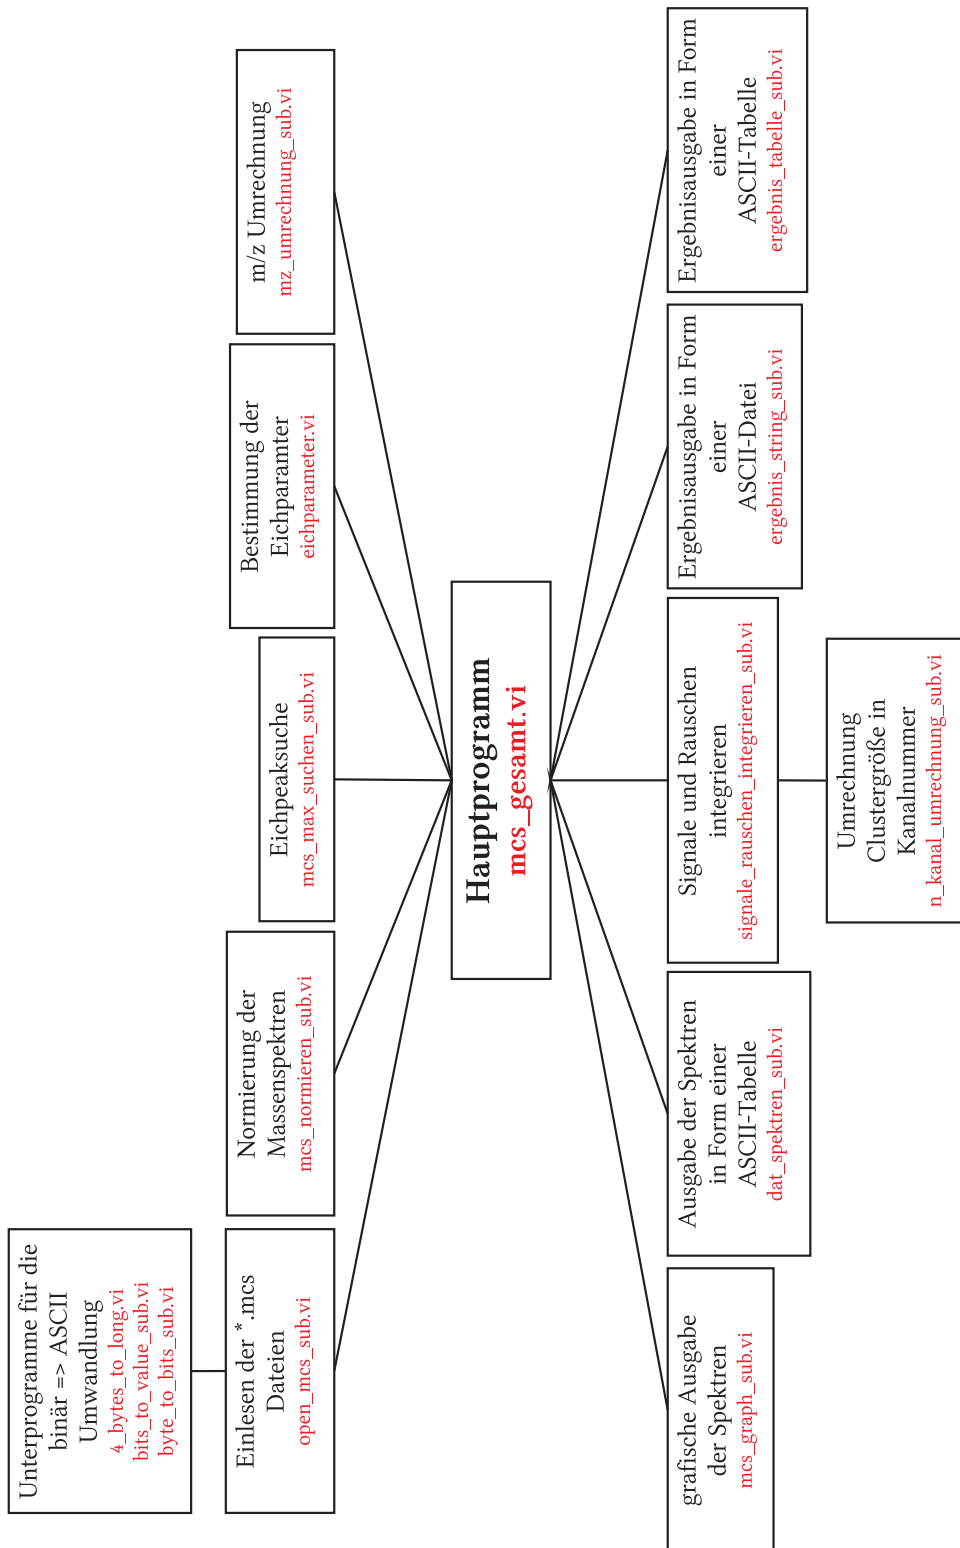 Unterprogramme für die
binär => ASCII
Umwandlung
4_bytes_to_long.vi
bits_to_value_sub.vi
byte_to_bits_sub.vi
Einlesen der *.mcs
Dateien
open_mcs_sub.vi
Normierung der
Massenspektren
mcs_normieren_sub.vi
Eichpeaksuche
mcs_max_suchen_sub.vi
Bestimmung der
Eichparamter
eichparameter.vi
m/z Umrechnung
mz_umrechnung_sub.vi
Hauptprogramm
mcs_gesamt.vi
grafische Ausgabe
der Spektren
mcs_graph_sub.vi
Ausgabe der Spektren
in Form einer
ASCII-Tabelle
dat_spektren_sub.vi
Signale und Rauschen
integrieren
signale_rauschen_integrieren_sub.vi
Ergebnisausgabe in Form
einer
ASCII-Datei
ergebnis_string_sub.vi
Ergebnisausgabe in Form
einer
ASCII-Tabelle
ergebnis_tabelle_sub.vi
Umrechnung
Clustergröße in
Kanalnummer
n_kanal_umrechnung_sub.vi